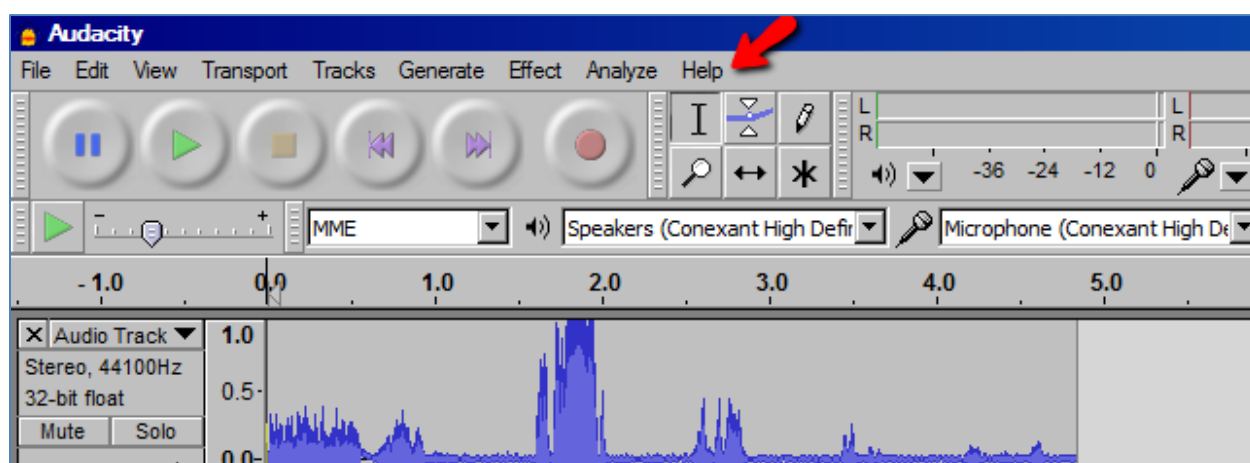 Audacity
File Edit View Transport Tracks Generate Effect Analyze Help
L L
R R
-36 -24 -12 0
- +
MME Speakers (Conexant High Defir Microphone (Conexant High De
- 1.0 0.0 1.0 2.0 3.0 4.0 5.0
X Audio Track 1.0
Stereo, 44100Hz
32-bit float 0.5-
Mute Solo
0.0-